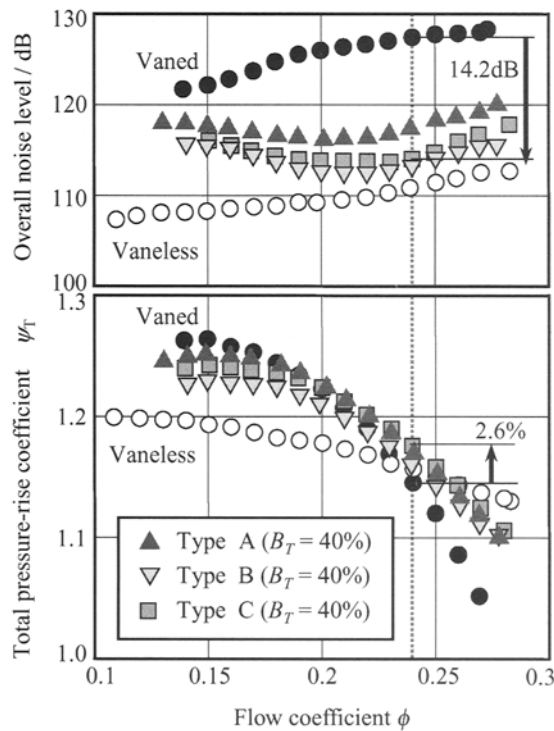 Overall noise level / dB
130
120
110
100
Vaned
14.2dB
Vaneless
Total pressure-rise coefficient ψT
1.3
1.2
1.1
1.0
Vaned
2.6%
Vaneless
Type A (BT = 40%)
Type B (BT = 40%)
Type C (BT = 40%)
0.1 0.15 0.2 0.25 0.3
Flow coefficient ϕ